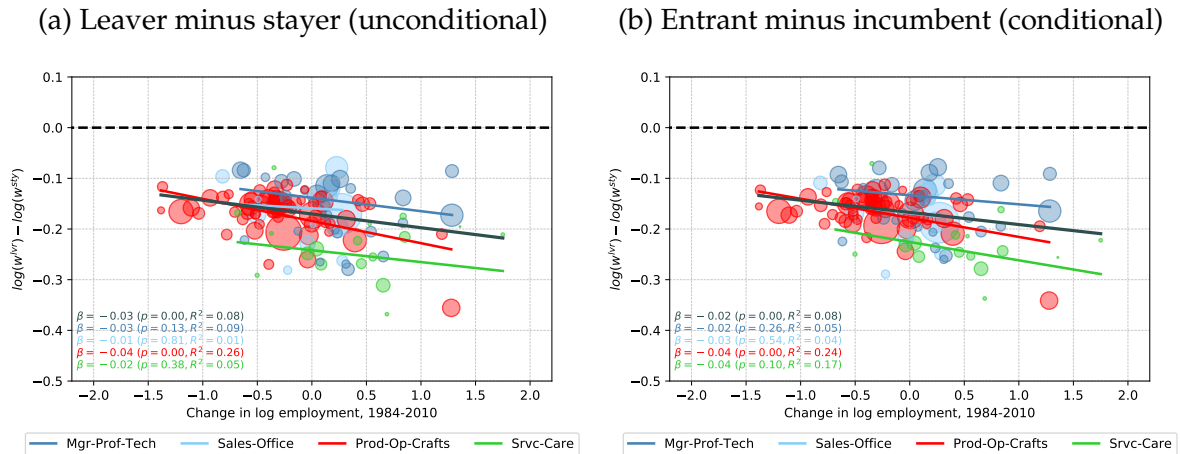 (a) Leaver minus stayer (unconditional)
(b) Entrant minus incumbent (conditional)
log(w^lvr) − log(w^sty)
0.1
0.0
−0.1
−0.2
−0.3
−0.4
−0.5
β = −0.03 (p = 0.00, R² = 0.08)
β = −0.03 (p = 0.13, R² = 0.09)
β = −0.01 (p = 0.81, R² = 0.01)
β = −0.04 (p = 0.00, R² = 0.26)
β = −0.02 (p = 0.38, R² = 0.05)
−2.0 −1.5 −1.0 −0.5 0.0 0.5 1.0 1.5 2.0
Change in log employment, 1984-2010
Mgr-Prof-Tech Sales-Office Prod-Op-Crafts Srvc-Care
log(w^lvr) − log(w^sty)
0.1
0.0
−0.1
−0.2
−0.3
−0.4
−0.5
β = −0.02 (p = 0.00, R² = 0.08)
β = −0.02 (p = 0.26, R² = 0.05)
β = −0.03 (p = 0.54, R² = 0.04)
β = −0.04 (p = 0.00, R² = 0.24)
β = −0.04 (p = 0.10, R² = 0.17)
−2.0 −1.5 −1.0 −0.5 0.0 0.5 1.0 1.5 2.0
Change in log employment, 1984-2010
Mgr-Prof-Tech Sales-Office Prod-Op-Crafts Srvc-Care